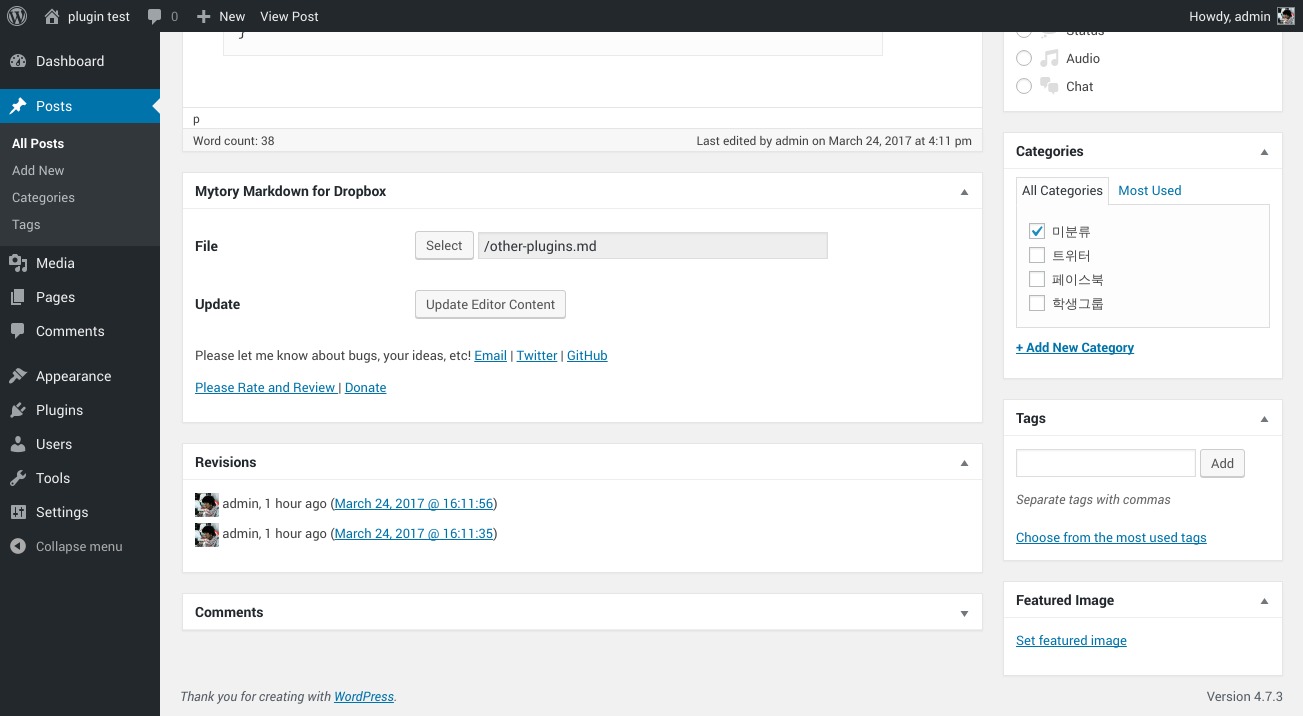 plugin test 0 New View Post Howdy, admin
Dashboard
Posts
All Posts
Add New
Categories
Tags
Media
Pages
Comments
Appearance
Plugins
Users
Tools
Settings
Collapse menu
}
p
Word count: 38 Last edited by admin on March 24, 2017 at 4:11 pm
Mytory Markdown for Dropbox
File Select /other-plugins.md
Update Update Editor Content
Please let me know about bugs, your ideas, etc! Email | Twitter | GitHub
Please Rate and Review | Donate
Revisions
admin, 1 hour ago (March 24, 2017 @ 16:11:56)
admin, 1 hour ago (March 24, 2017 @ 16:11:35)
Comments
Status
Audio
Chat
Categories
All Categories Most Used
미분류
트위터
페이스북
학생그룹
+ Add New Category
Tags
Add
Separate tags with commas
Choose from the most used tags
Featured Image
Set featured image
Thank you for creating with WordPress. Version 4.7.3